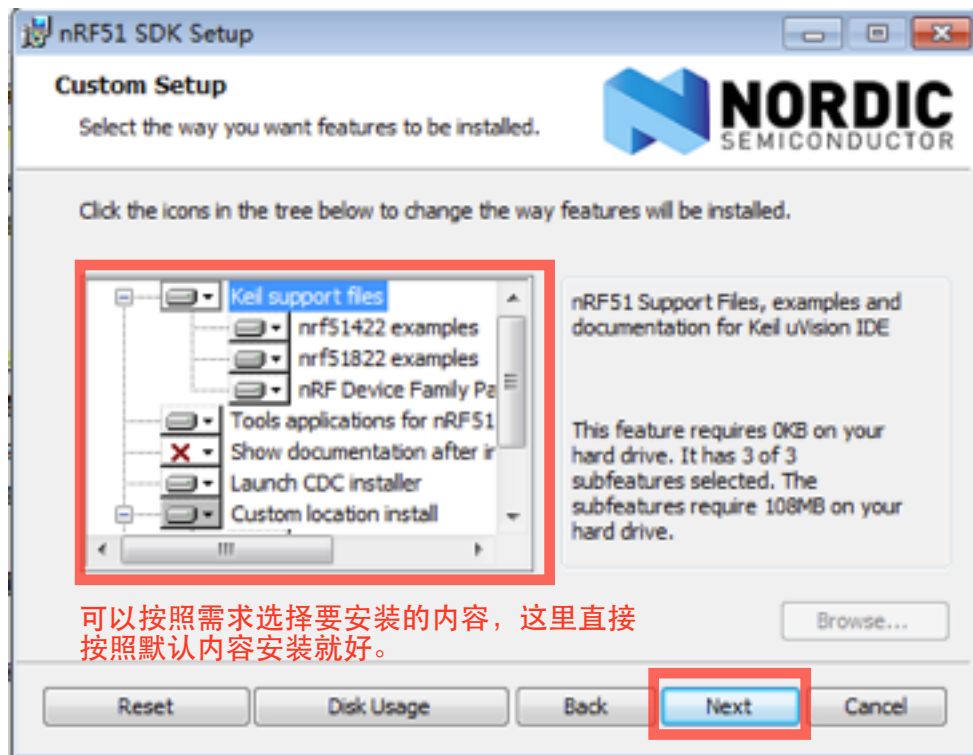 nRF51 SDK Setup
Custom Setup
Select the way you want features to be installed.
NORDIC
SEMICONDUCTOR
Click the icons in the tree below to change the way features will be installed.
Keil support files
nrf51422 examples
nrf51822 examples
nRF Device Family Pa
Tools applications for nRF51
Show documentation after in
Launch CDC installer
Custom location install
nRF51 Support Files, examples and
documentation for Keil uVision IDE
This feature requires 0KB on your
hard drive. It has 3 of 3
subfeatures selected. The
subfeatures require 108MB on your
hard drive.
可以按照需求选择要安装的内容，这里直接
按照默认内容安装就好。
Browse...
Reset
Disk Usage
Back
Next
Cancel